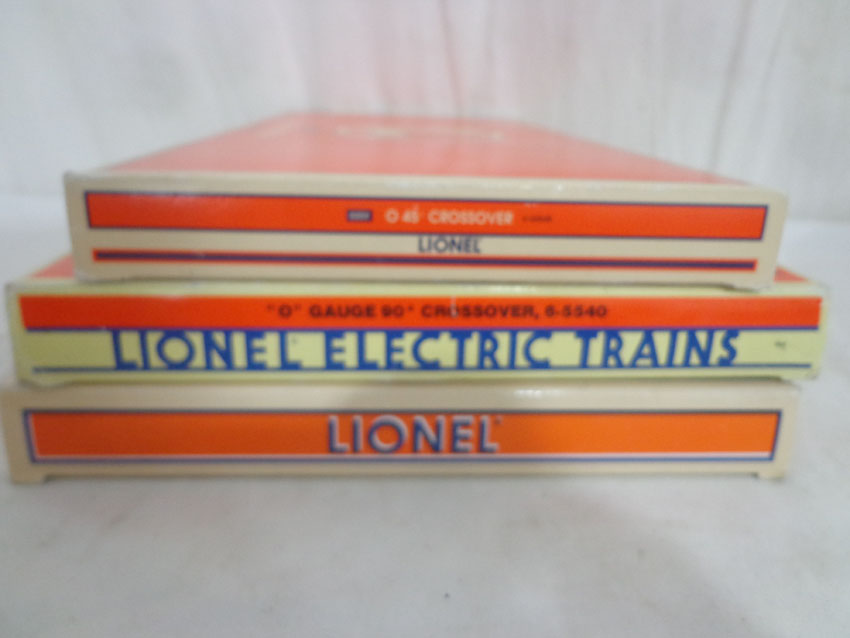 O 45° CROSSOVER
LIONEL
"O" GAUGE 90° CROSSOVER, 6-5540
LIONEL ELECTRIC TRAINS
LIONEL